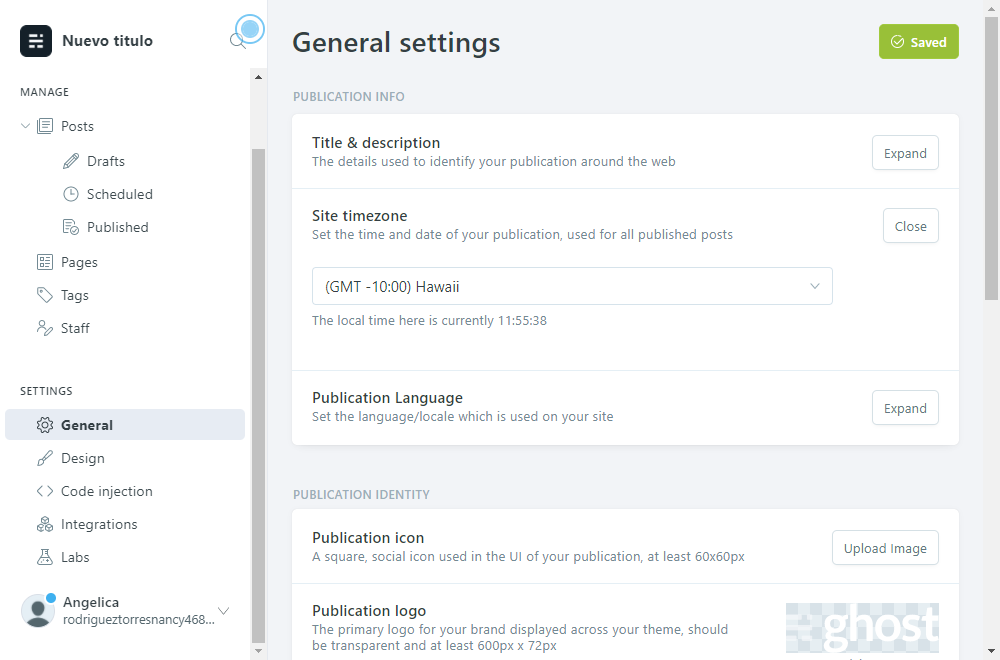 Nuevo titulo
MANAGE
Posts
Drafts
Scheduled
Published
Pages
Tags
Staff
SETTINGS
General
Design
Code injection
Integrations
Labs
Angelica
rodrigueztorresnancy468...
General settings
Saved
PUBLICATION INFO
Title & description
The details used to identify your publication around the web
Expand
Site timezone
Set the time and date of your publication, used for all published posts
Close
(GMT -10:00) Hawaii
The local time here is currently 11:55:38
Publication Language
Set the language/locale which is used on your site
Expand
PUBLICATION IDENTITY
Publication icon
A square, social icon used in the UI of your publication, at least 60x60px
Upload Image
Publication logo
The primary logo for your brand displayed across your theme, should
be transparent and at least 600px x 72px
ghost